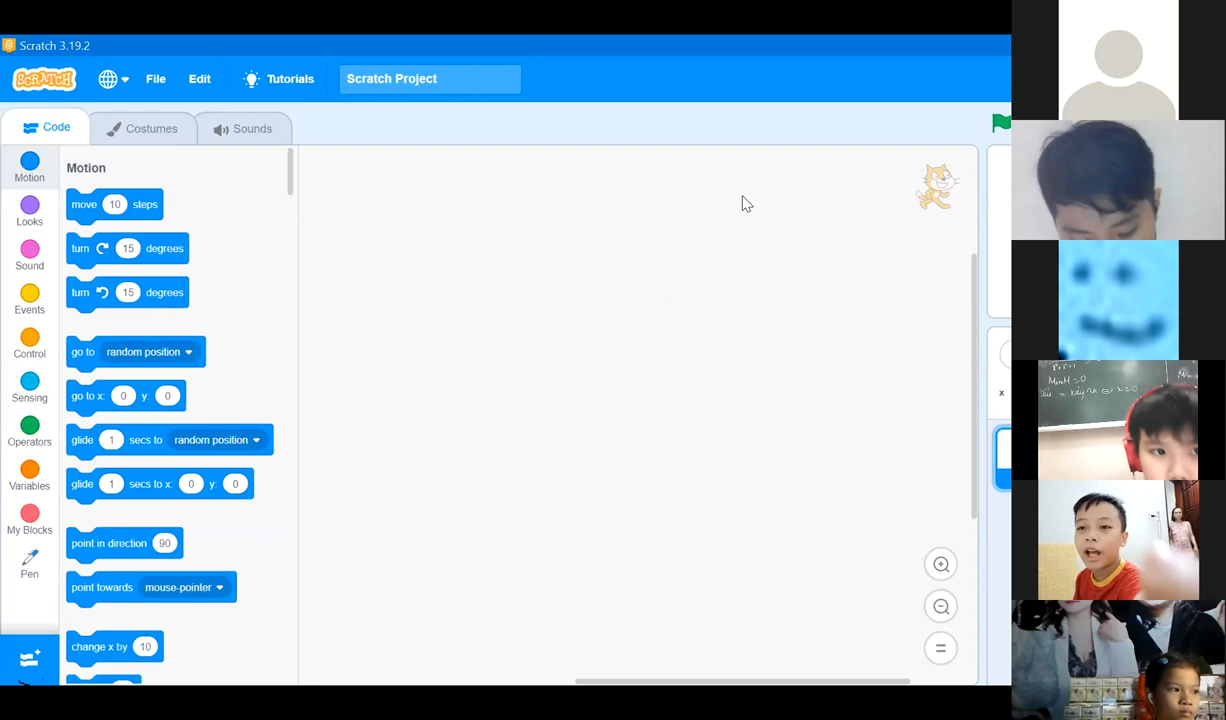 Scratch 3.19.2
SCRATCH
File
Edit
Tutorials
Scratch Project
Code
Costumes
Sounds
Motion
Looks
Sound
Events
Control
Sensing
Operators
Variables
My Blocks
Pen
Motion
move 10 steps
turn 15 degrees
turn 15 degrees
go to random position
go to x: 0 y: 0
glide 1 secs to random position
glide 1 secs to x: 0 y: 0
point in direction 90
point towards mouse-pointer
change x by 10
x